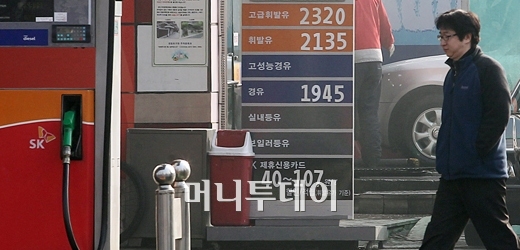 고급휘발유 2320
휘발유 2135
고성능경유
경유 1945
실내등유
보일러등유
< 제휴신용카드
40~107
기준)
SK
머니투데이